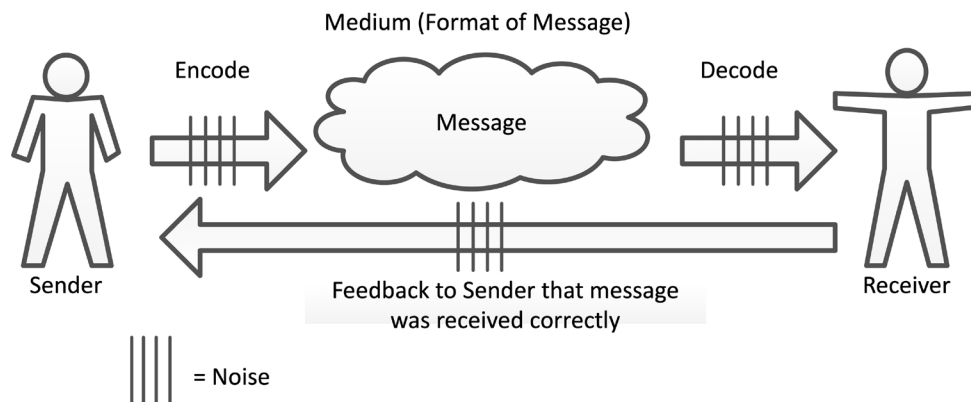 Medium (Format of Message)
Encode
Decode
Message
Sender
Receiver
Feedback to Sender that message
was received correctly
= Noise